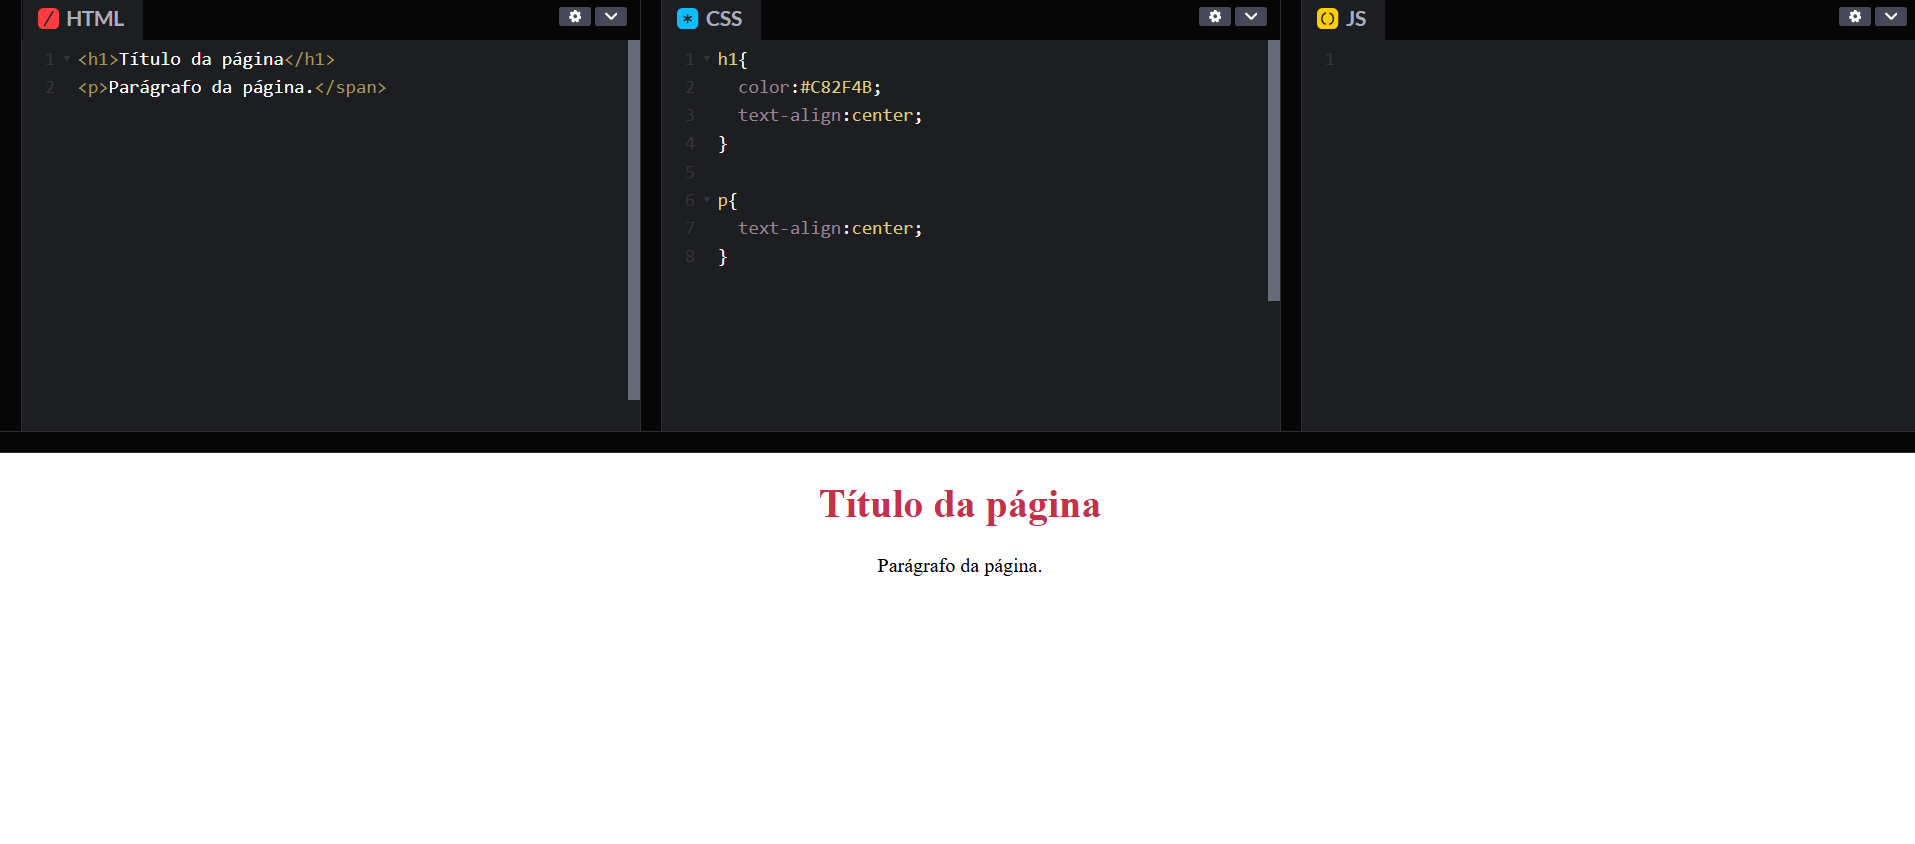 HTML
1 <h1>Título da página</h1>
2 <p>Parágrafo da página.</span>
CSS
1 h1{
2 color:#C82F4B;
3 text-align:center;
4 }
5
6 p{
7 text-align:center;
8 }
JS
1
Título da página
Parágrafo da página.